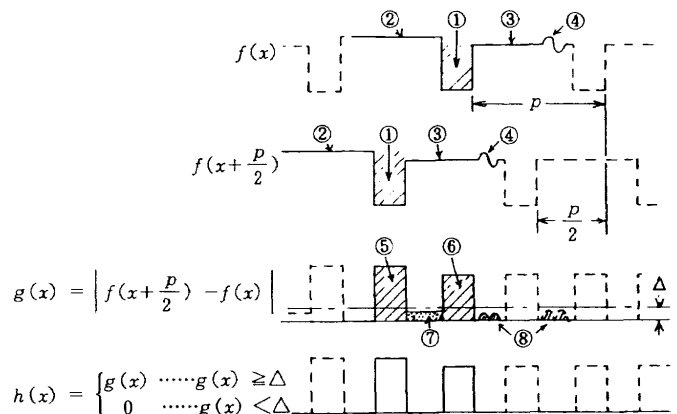 ② ① ③ ④
f(x)
p
② ① ③ ④
f(x+p/2)
p/2
⑤ ⑥
g(x) = |f(x+p/2) -f(x)|
Δ
⑦ ⑧
h(x) = {g(x) ……g(x) ≧Δ
0 ……g(x) <Δ